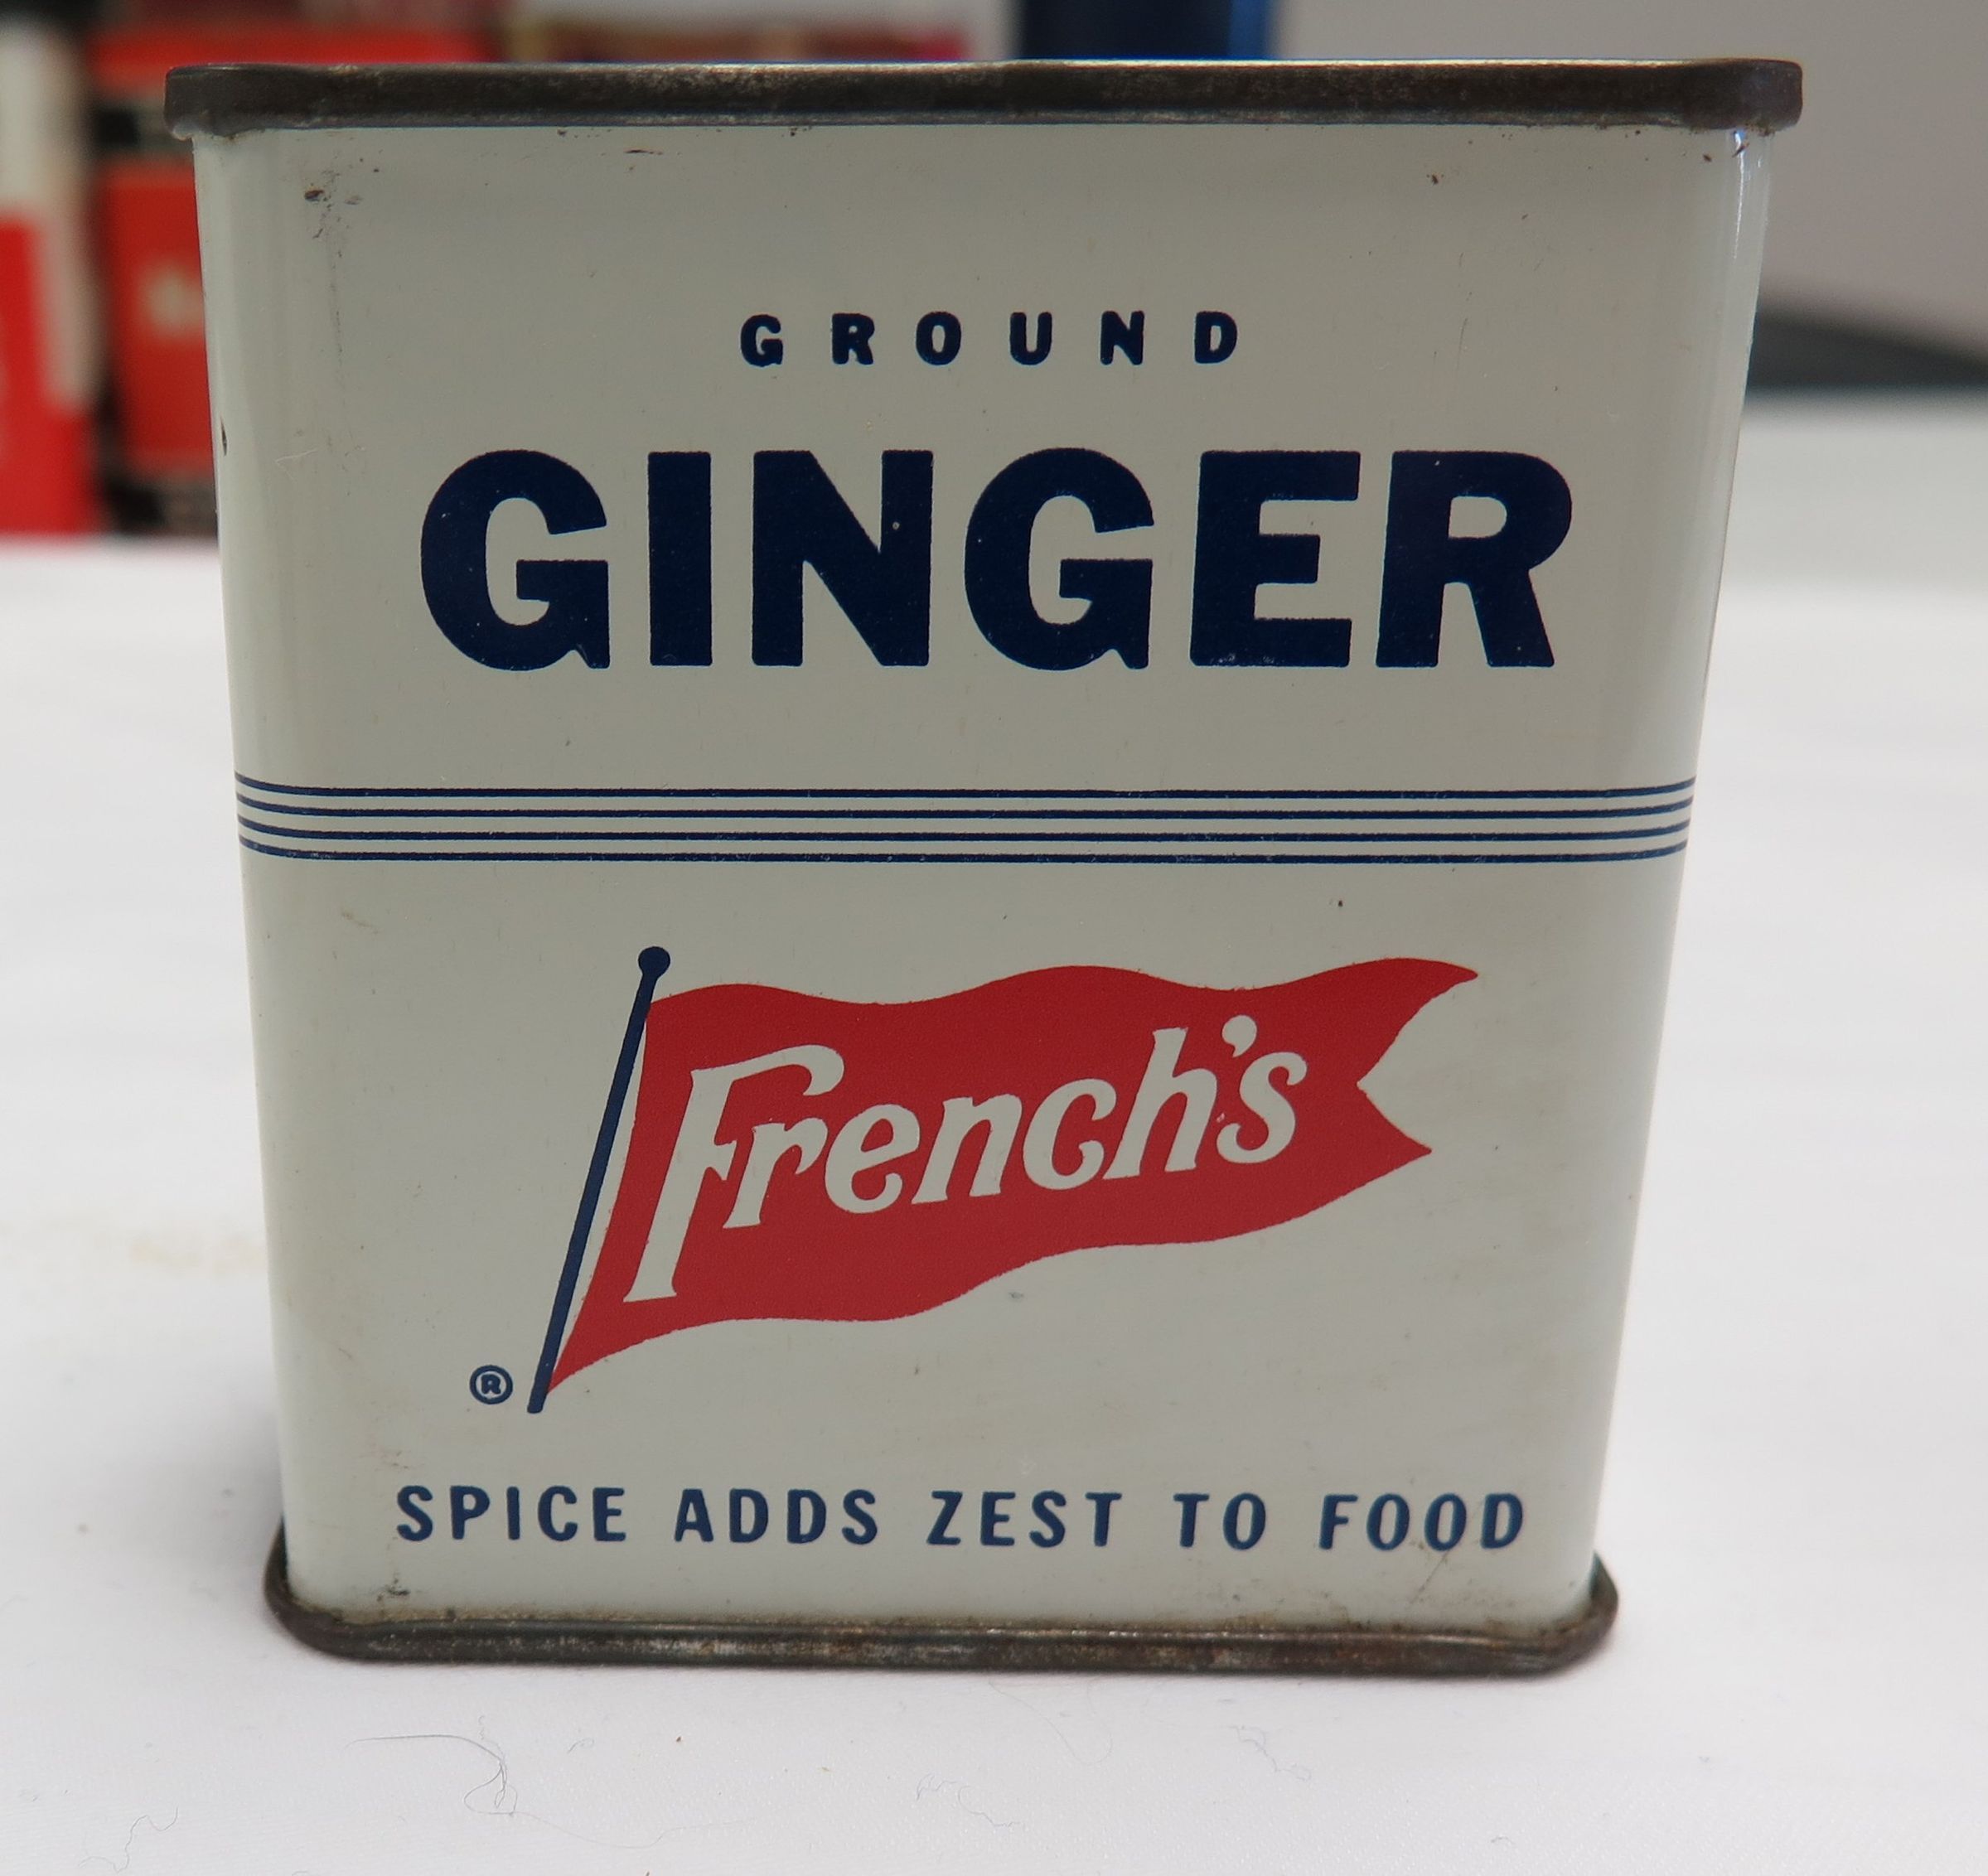 GROUND
GINGER
French's
®
SPICE ADDS ZEST TO FOOD